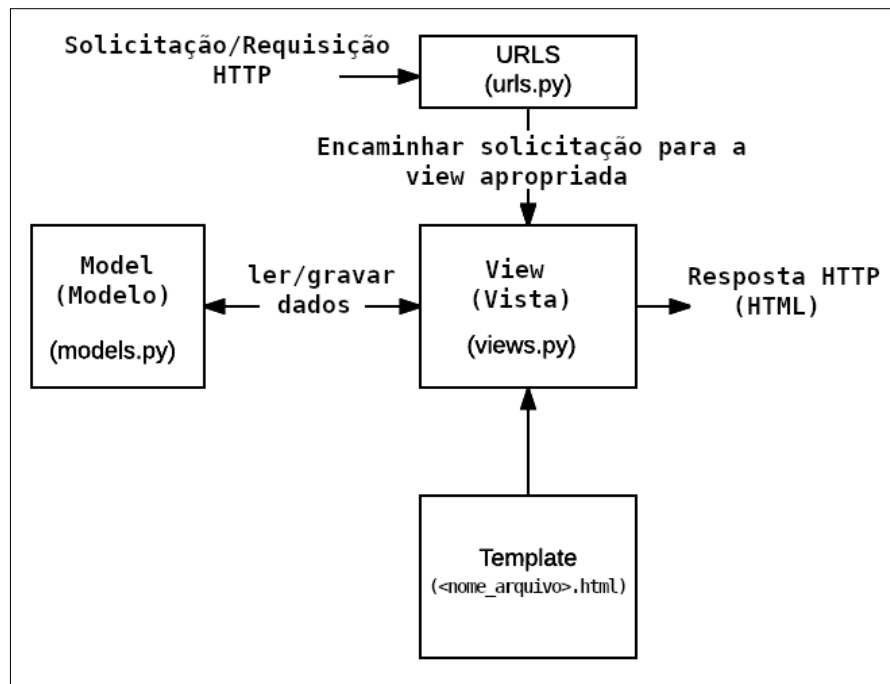 Solicitação/Requisição
HTTP
URLS
(urls.py)
Encaminhar solicitação para a
view apropriada
Model
(Modelo)
(models.py)
ler/gravar
dados
View
(Vista)
(views.py)
Resposta HTTP
(HTML)
Template
(<nome_arquivo>.html)